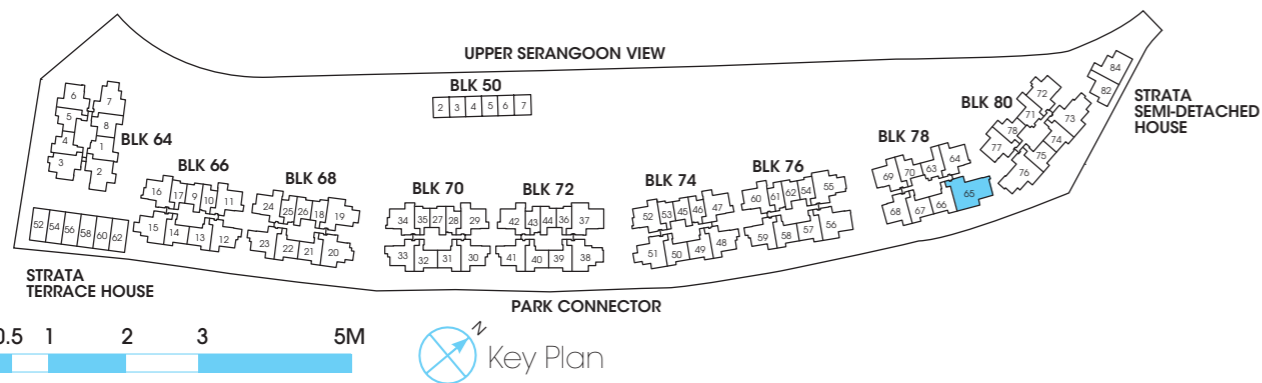 UPPER SERANGOON VIEW
BLK 50
2 3 4 5 6 7
84
82
STRATA
SEMI-DETACHED
HOUSE
BLK 80
72
71
73
78
74
77
75
76
6 7
5 8
4 1
3 2
BLK 64
BLK 66
16 17 9 10 11
15 14 13 12
BLK 68
24 25 26 18 19
23 22 21 20
BLK 70
34 35 27 28 29
33 32 31 30
BLK 72
42 43 44 36 37
41 40 39 38
BLK 74
52 53 45 46 47
51 50 49 48
BLK 76
60 61 62 54 55
59 58 57 56
BLK 78
69 70 63 64
68 67 66 65
52 54 56 58 60 62
STRATA
TERRACE HOUSE
PARK CONNECTOR
0.5 1 2 3 5M
N
Key Plan